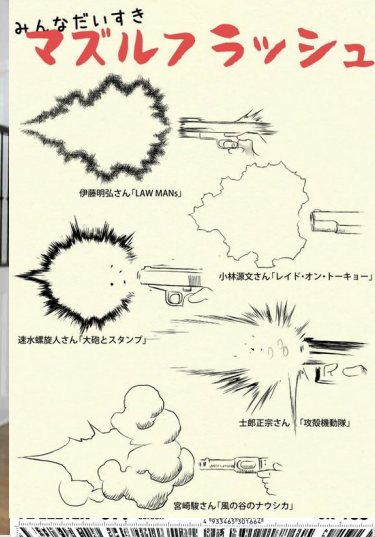 みんなだいすき
マズルフラッシュ
伊藤明弘さん「LAW MANs」
小林源文さん「レイド・オン・トーキョー」
速水螺旋人さん「大砲とスタンプ」
士郎正宗さん 「攻殻機動隊」
宮崎駿さん「風の谷のナウシカ」